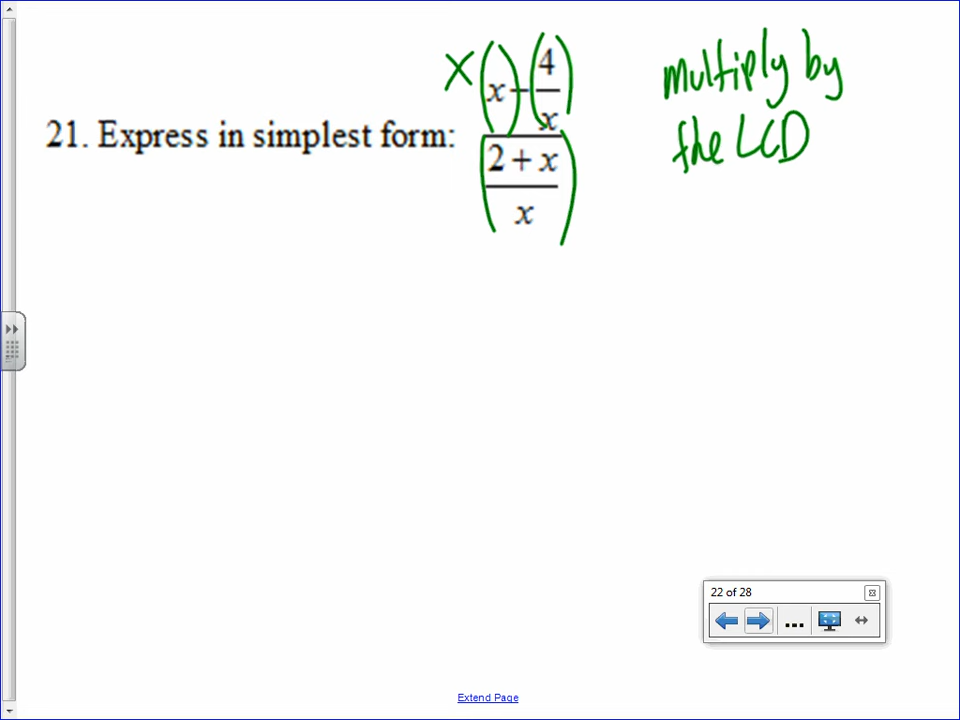 x (x) − (4/x)
multiply by
21. Express in simplest form:
the LCD
(2 + x / x)
22 of 28
...
Extend Page